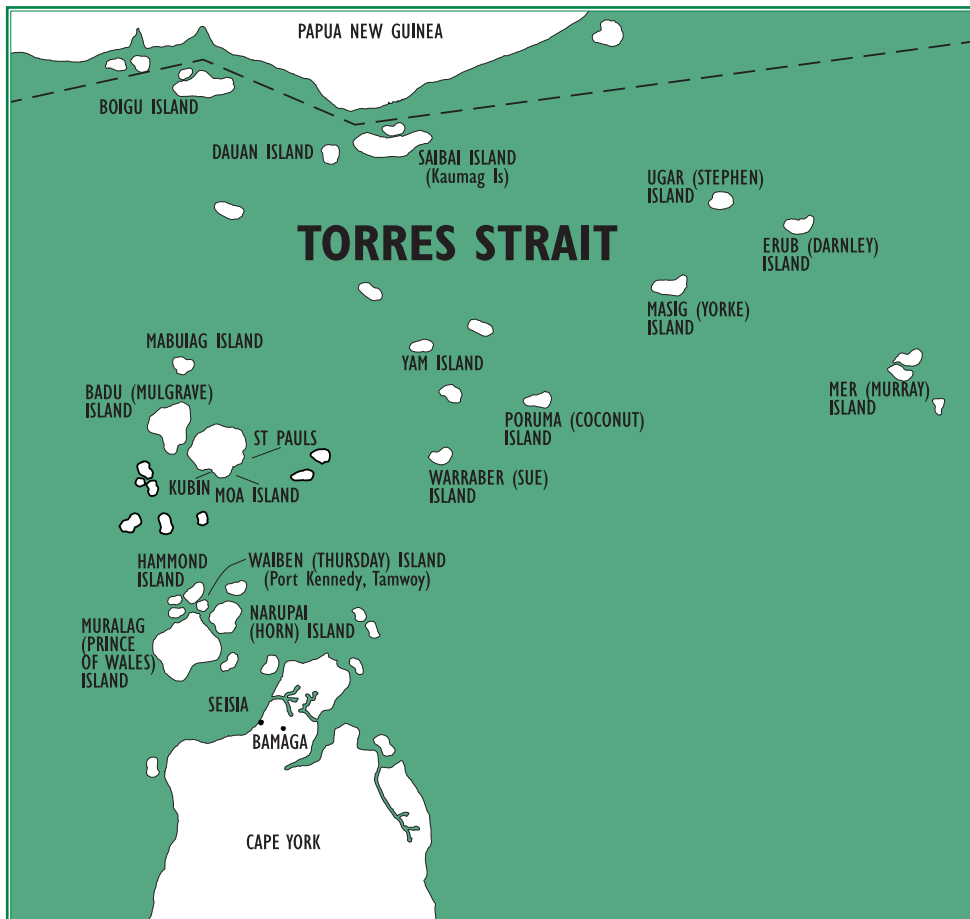 PAPUA NEW GUINEA
BOIGU ISLAND
DAUAN ISLAND
SAIBAI ISLAND
(Kaumag Is)
UGAR (STEPHEN)
ISLAND
TORRES STRAIT
ERUB (DARNLEY)
ISLAND
MASIG (YORKE)
ISLAND
MABUIAG ISLAND
YAM ISLAND
BADU (MULGRAVE)
ISLAND
MER (MURRAY)
ISLAND
PORUMA (COCONUT)
ISLAND
ST PAULS
WARRABER (SUE)
ISLAND
KUBIN
MOA ISLAND
HAMMOND
ISLAND
WAIBEN (THURSDAY) ISLAND
(Port Kennedy, Tamwoy)
NARUPAI
(HORN) ISLAND
MURALAG
(PRINCE
OF WALES)
ISLAND
SEISIA
BAMAGA
CAPE YORK